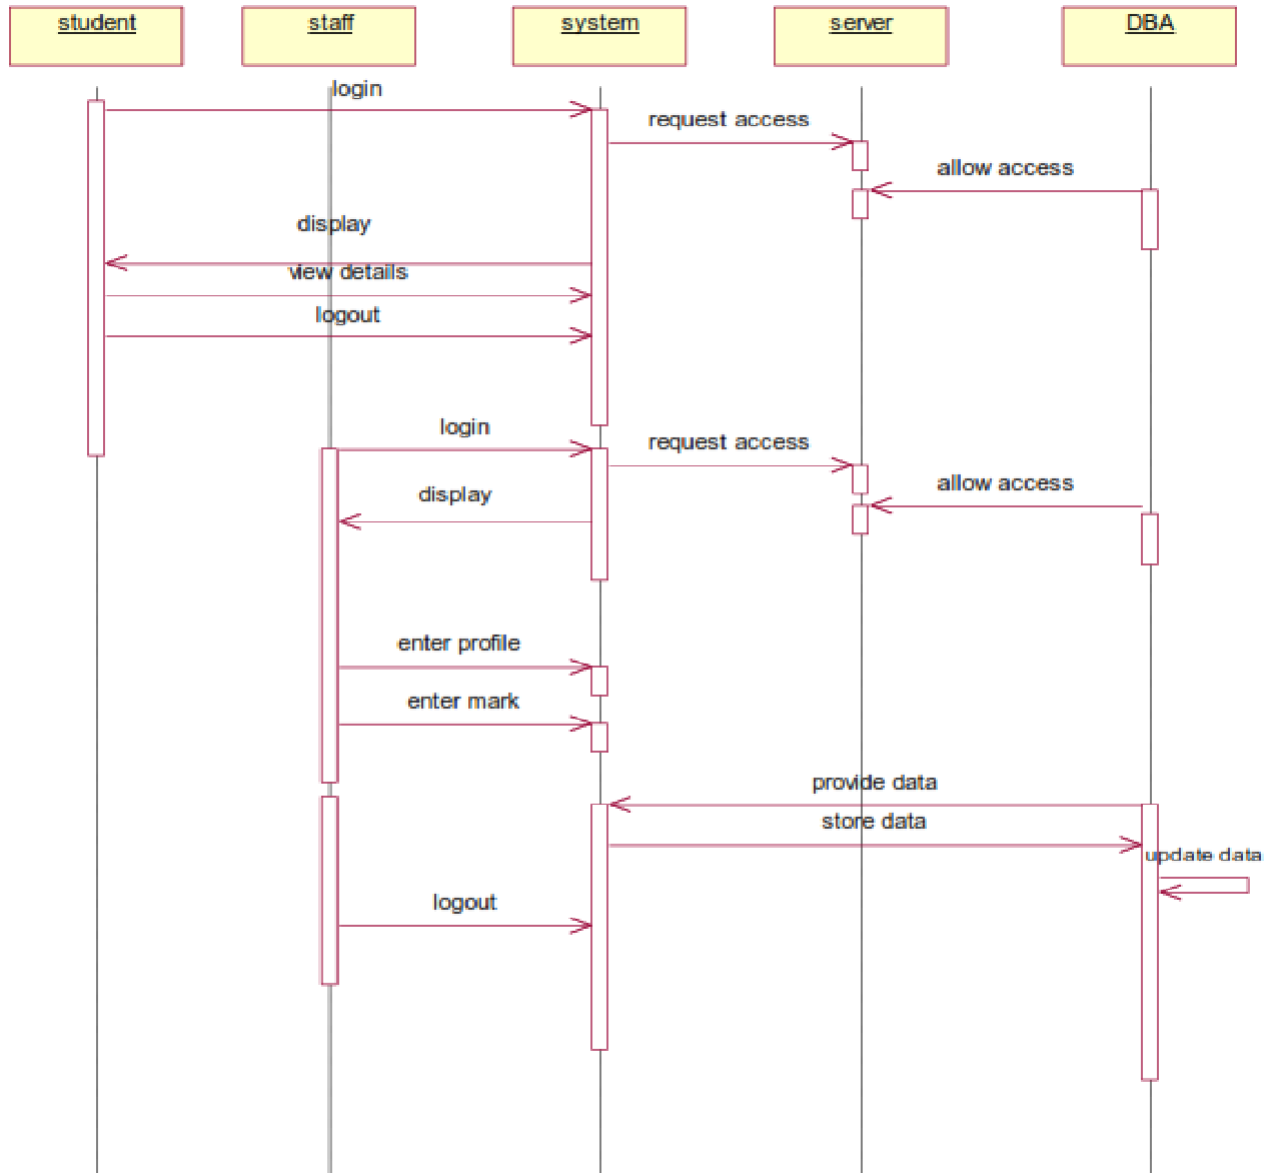 student
staff
system
server
DBA
login
request access
allow access
display
view details
logout
login
request access
allow access
display
enter profile
enter mark
provide data
store data
update data
logout